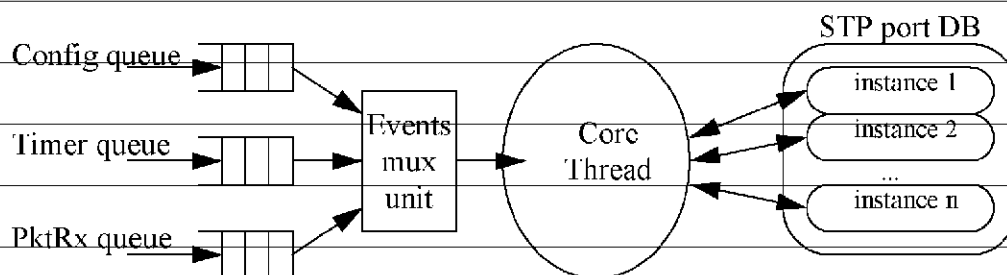 STP port DB
Config queue
instance 1
Events
mux
unit
Core
Thread
instance 2
Timer queue
...
instance n
PktRx queue